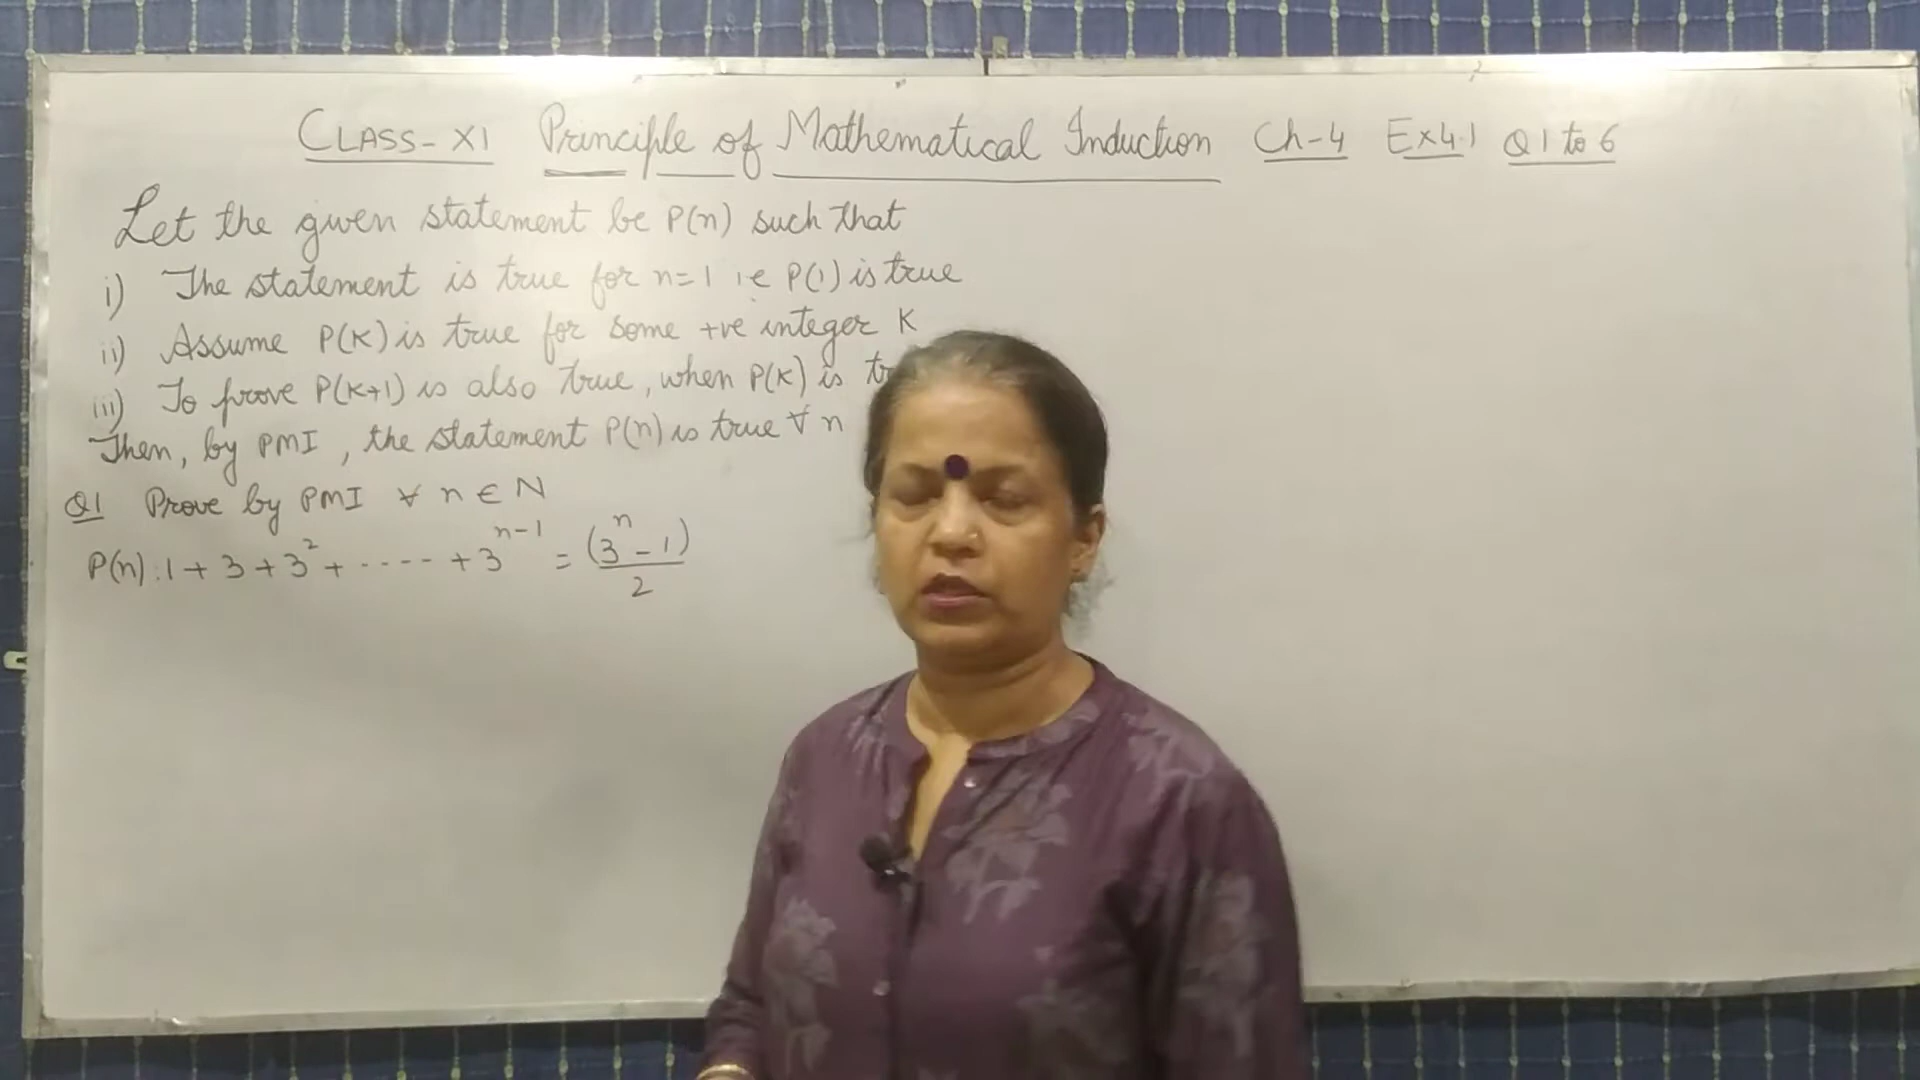 CLASS-XI Principle of Mathematical Induction Ch-4 Ex4.1 Q1 to 6
Let the given statement be P(n) such that
i) The statement is true for n=1 i.e P(1) is true
ii) Assume P(K) is true for some +ve integer K
iii) To prove P(K+1) is also true, when P(K) is
Then, by PMI, the statement P(n) is true ∀ n
Q1 Prove by PMI ∀ n ∈ N
P(n): 1 + 3 + 3² + ----- + 3ⁿ⁻¹ = (3ⁿ - 1)/2